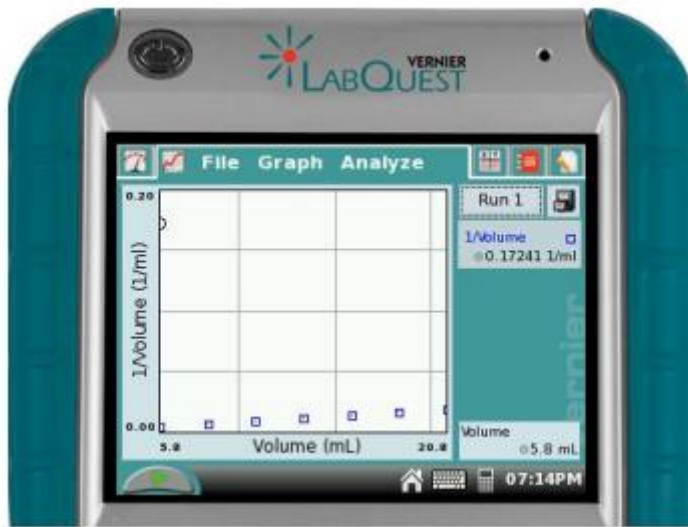 VERNIER
LABQUEST
File Graph Analyze
Run 1
0.20
1/Volume
0.17241 1/ml
1/Volume (1/ml)
0.00
5.8
Volume (mL)
20.8
Volume
5.8 mL
07:14PM